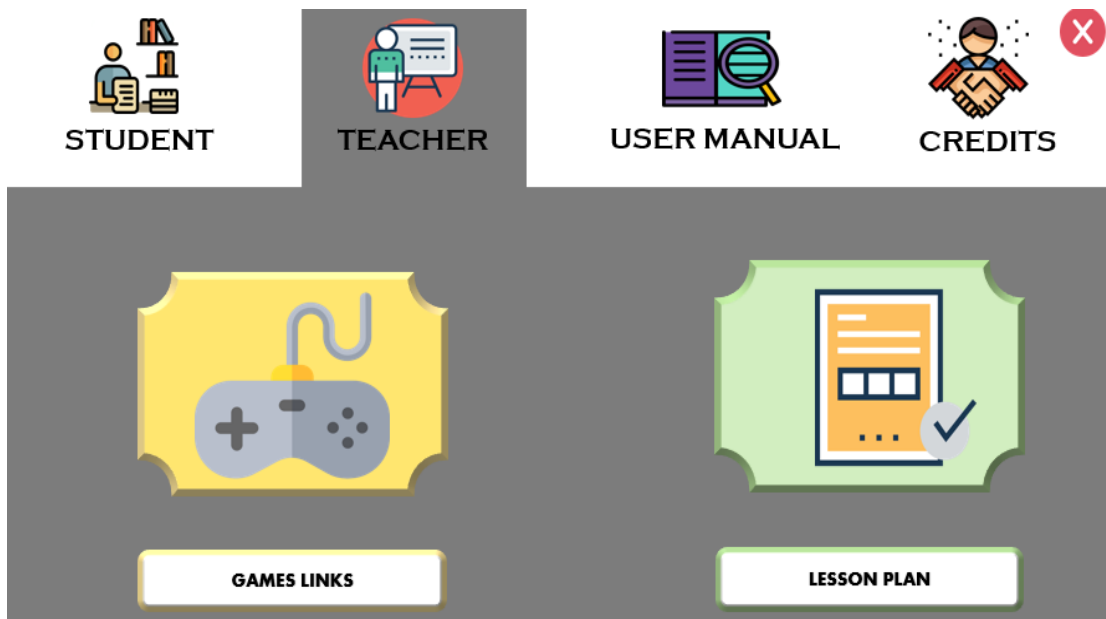 STUDENT
TEACHER
USER MANUAL
CREDITS
X
GAMES LINKS
LESSON PLAN